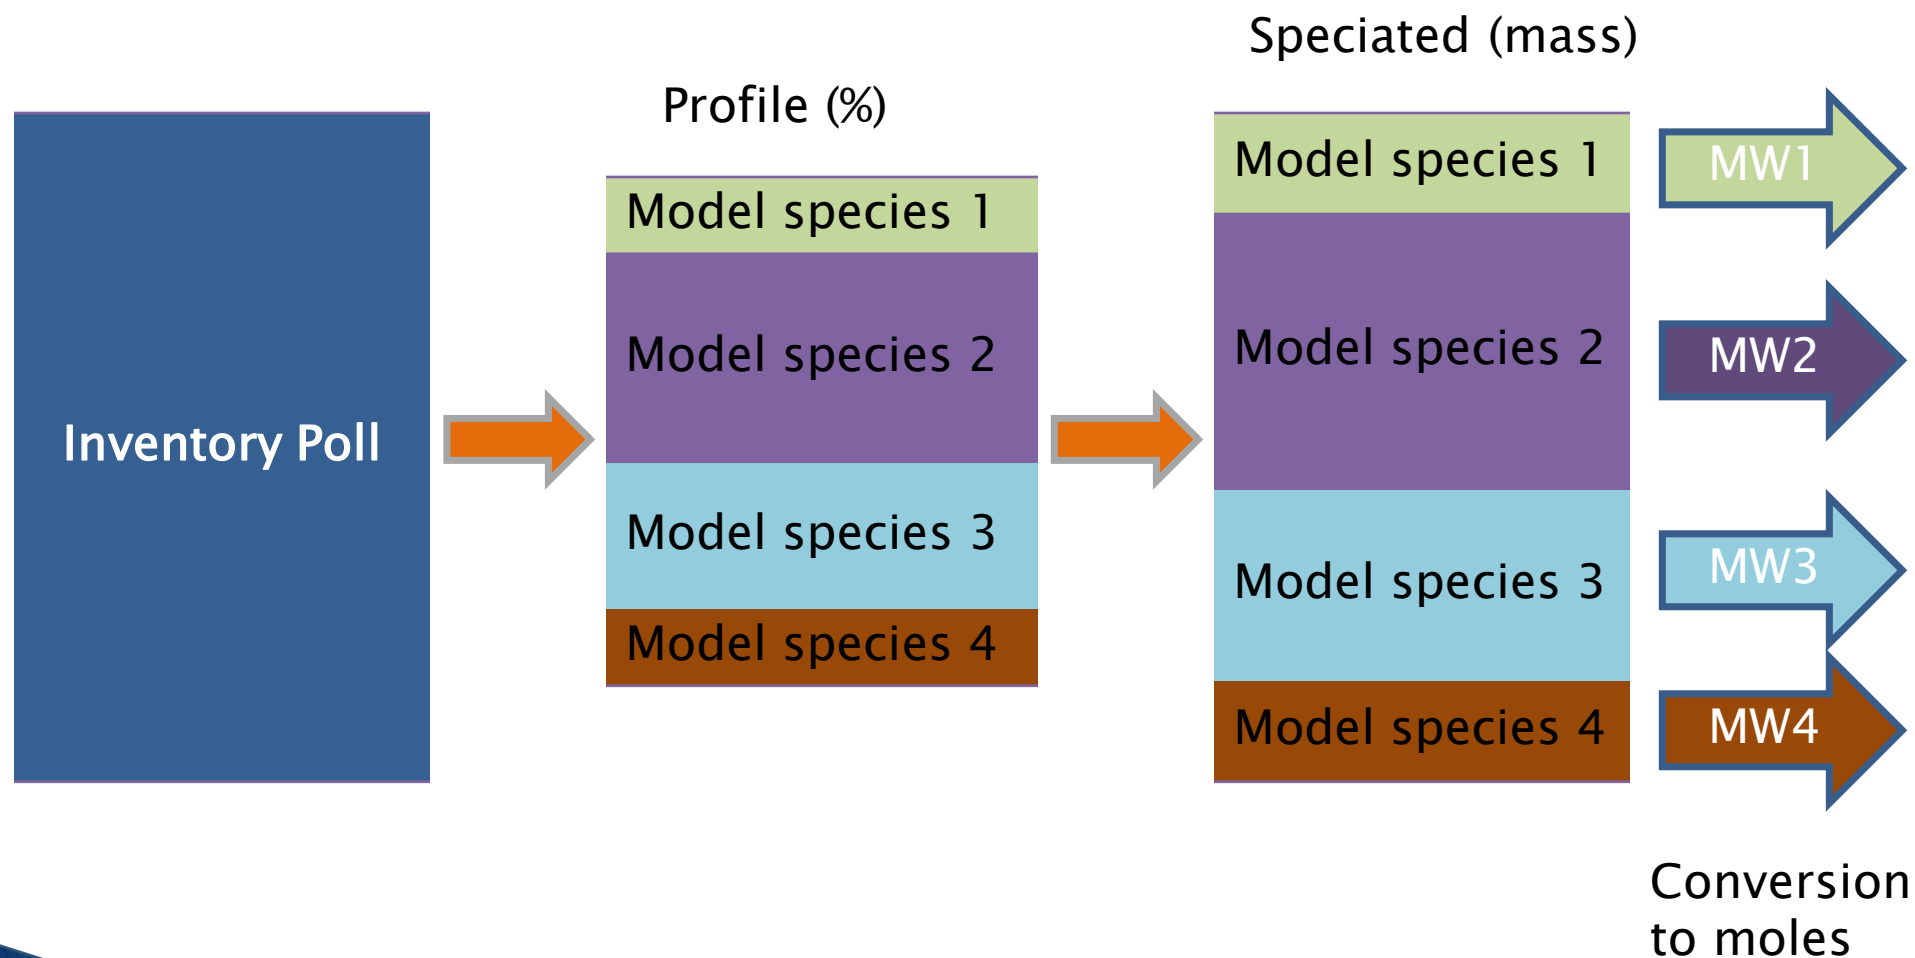 Inventory Poll
Profile (%)
Model species 1
Model species 2
Model species 3
Model species 4
Speciated (mass)
Model species 1
Model species 2
Model species 3
Model species 4
MW1
MW2
MW3
MW4
Conversion
to moles